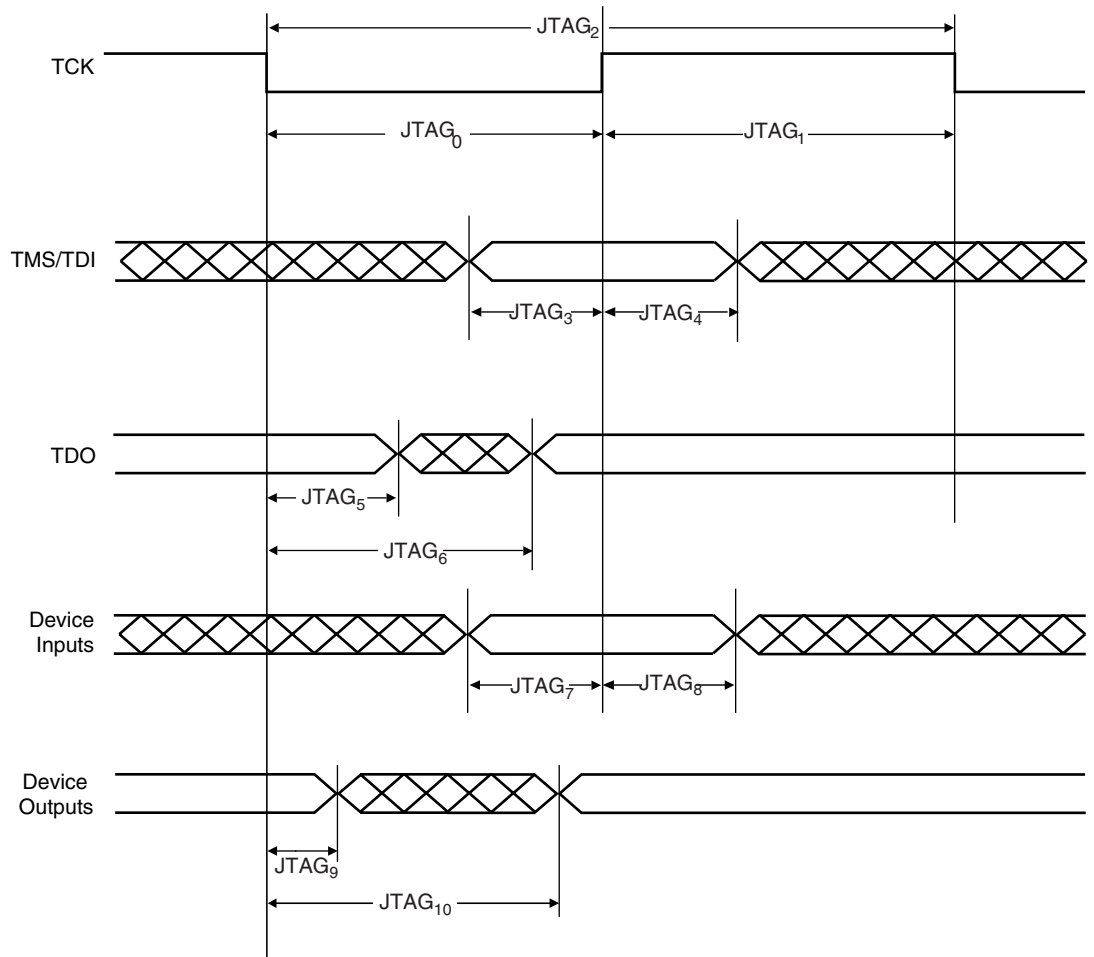 JTAG₂
TCK
JTAG₀
JTAG₁
TMS/TDI
JTAG₃
JTAG₄
TDO
JTAG₅
JTAG₆
Device
Inputs
JTAG₇
JTAG₈
Device
Outputs
JTAG₉
JTAG₁₀